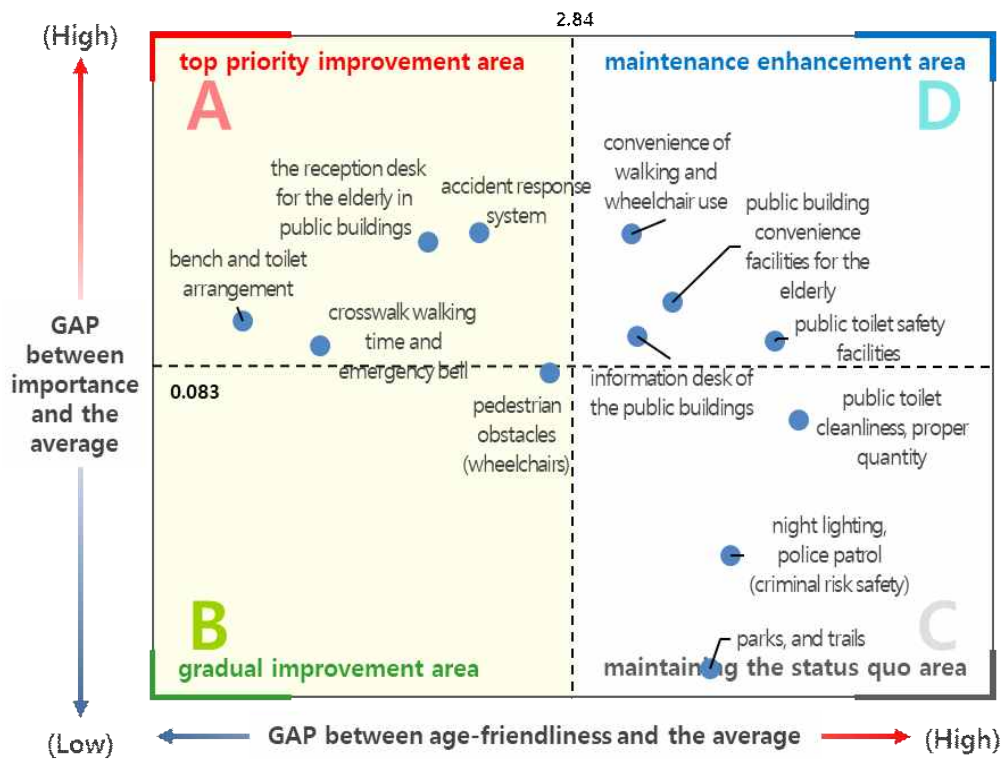 2.84
(High)
top priority improvement area
maintenance enhancement area
A
D
the reception desk
for the elderly in
public buildings
accident response
system
convenience of
walking and
wheelchair use
public building
convenience
facilities for the
elderly
bench and toilet
arrangement
crosswalk walking
time and
emergency bell
public toilet safety
facilities
GAP
between
importance
and the
average
0.083
information desk of
the public buildings
pedestrian
obstacles
(wheelchairs)
public toilet
cleanliness, proper
quantity
night lighting,
police patrol
(criminal risk safety)
B
C
parks, and trails
gradual improvement area
maintaining the status quo area
(Low)
GAP between age-friendliness and the average
(High)